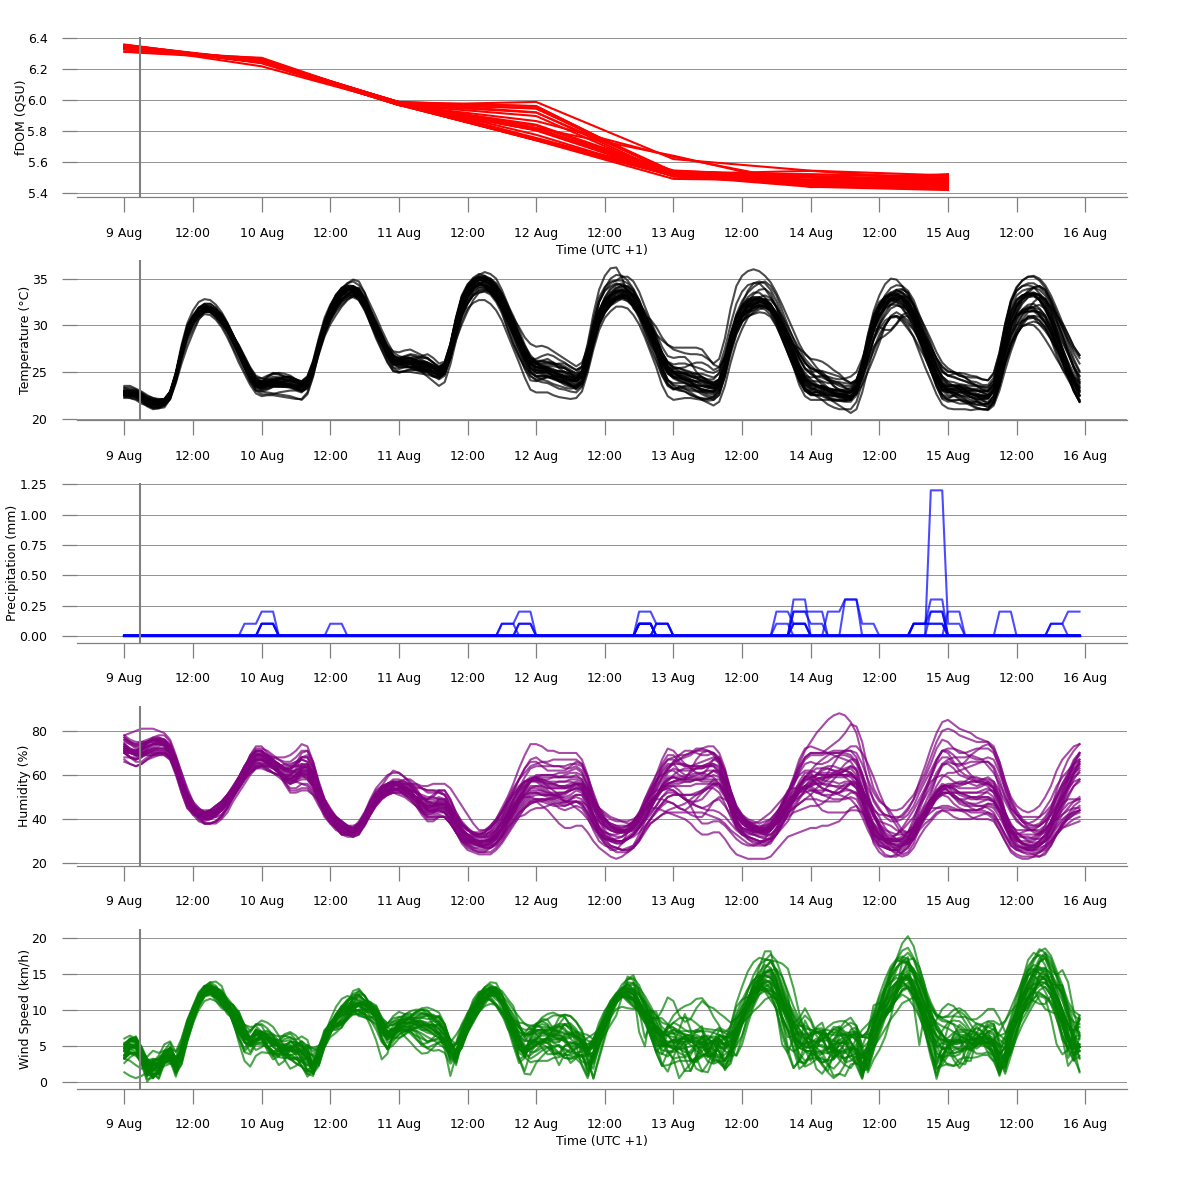 6.4
6.2
6.0
5.8
5.6
5.4
fDOM (QSU)
9 Aug 12:00 10 Aug 12:00 11 Aug 12:00 12 Aug 12:00 13 Aug 12:00 14 Aug 12:00 15 Aug 12:00 16 Aug
Time (UTC +1)
35
30
25
20
Temperature (°C)
9 Aug 12:00 10 Aug 12:00 11 Aug 12:00 12 Aug 12:00 13 Aug 12:00 14 Aug 12:00 15 Aug 12:00 16 Aug
1.25
1.00
0.75
0.50
0.25
0.00
Precipitation (mm)
9 Aug 12:00 10 Aug 12:00 11 Aug 12:00 12 Aug 12:00 13 Aug 12:00 14 Aug 12:00 15 Aug 12:00 16 Aug
80
60
40
20
Humidity (%)
9 Aug 12:00 10 Aug 12:00 11 Aug 12:00 12 Aug 12:00 13 Aug 12:00 14 Aug 12:00 15 Aug 12:00 16 Aug
20
15
10
5
0
Wind Speed (km/h)
9 Aug 12:00 10 Aug 12:00 11 Aug 12:00 12 Aug 12:00 13 Aug 12:00 14 Aug 12:00 15 Aug 12:00 16 Aug
Time (UTC +1)